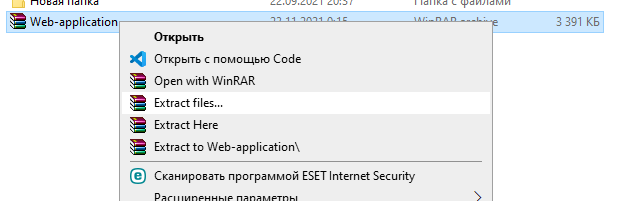 Новая папка 22.09.2021 20:37 Папка с файлами
Web-application 22.11.2021 0:15 WinRAR archive 3 391 КБ
Открыть
Открыть с помощью Code
Open with WinRAR
Extract files...
Extract Here
Extract to Web-application\
Сканировать программой ESET Internet Security
Расширенные параметры